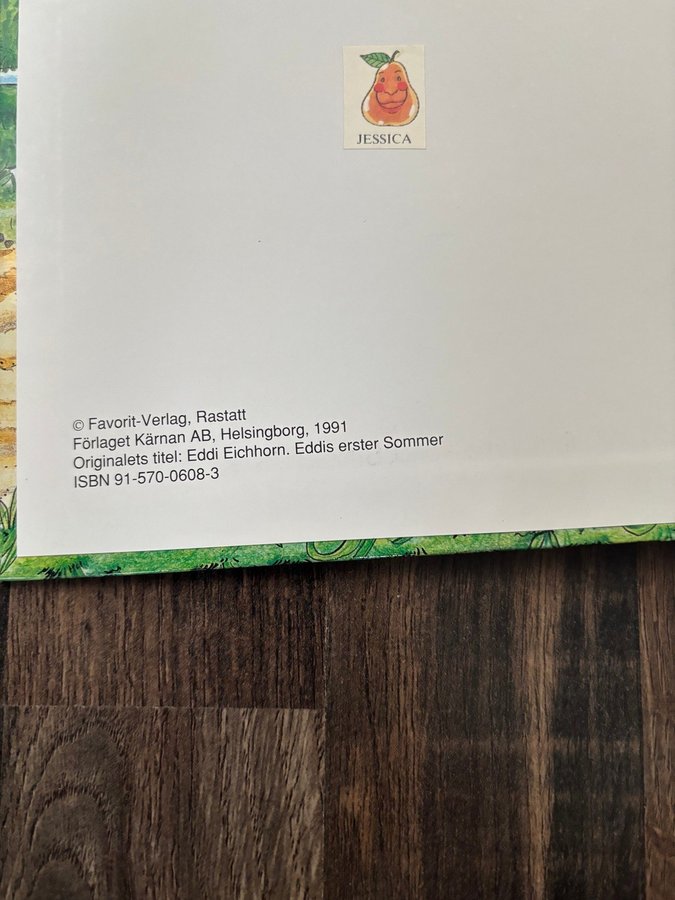 JESSICA
© Favorit-Verlag, Rastatt
Förlaget Kärnan AB, Helsingborg, 1991
Originalets titel: Eddi Eichhorn. Eddis erster Sommer
ISBN 91-570-0608-3